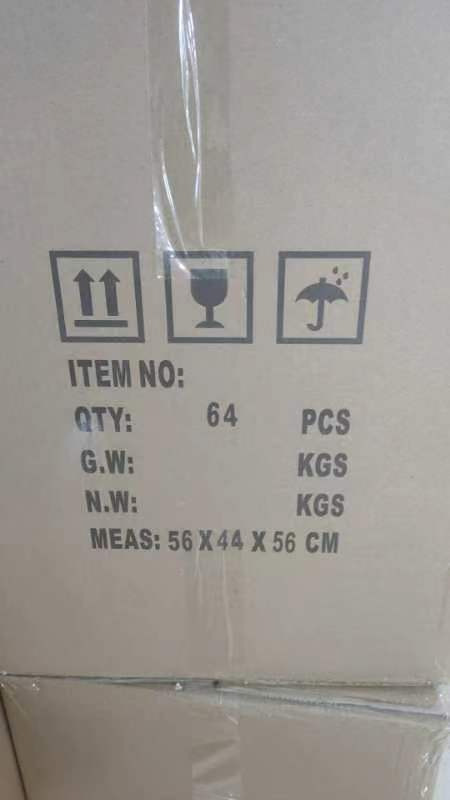 ITEM NO:
QTY: 64 PCS
G.W: KGS
N.W: KGS
MEAS: 56 X 44 X 56 CM